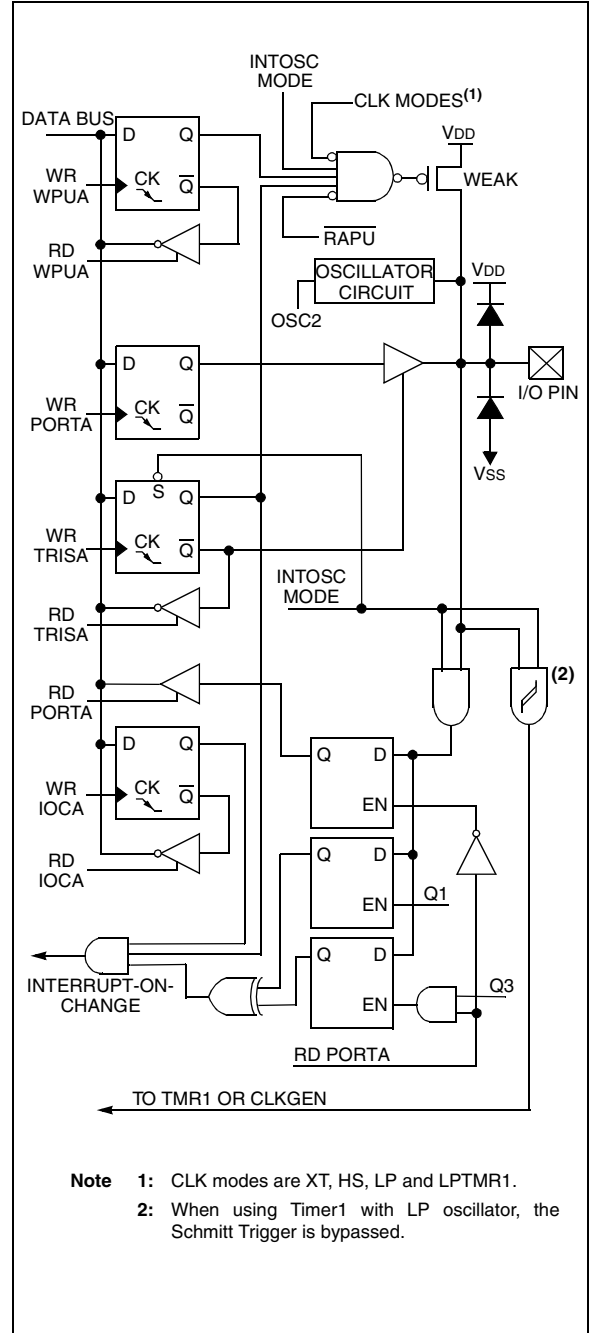 INTOSC
MODE
CLK MODES(1)
DATA BUS
D Q
VDD
WR
WPUA
CK
Q̅
WEAK
RD
WPUA
R̅A̅P̅U̅
OSCILLATOR
CIRCUIT
VDD
OSC2
D Q
I/O PIN
WR
PORTA
CK
Q̅
VSS
D S Q
WR
TRISA
CK
Q̅
INTOSC
MODE
RD
TRISA
(2)
RD
PORTA
D Q
Q D
WR
IOCA
CK
Q̅
EN
RD
IOCA
Q D
EN
Q1
Q D
INTERRUPT-ON-
CHANGE
EN
Q3
RD PORTA
TO TMR1 OR CLKGEN
Note 1: CLK modes are XT, HS, LP and LPTMR1.
2: When using Timer1 with LP oscillator, the
Schmitt Trigger is bypassed.